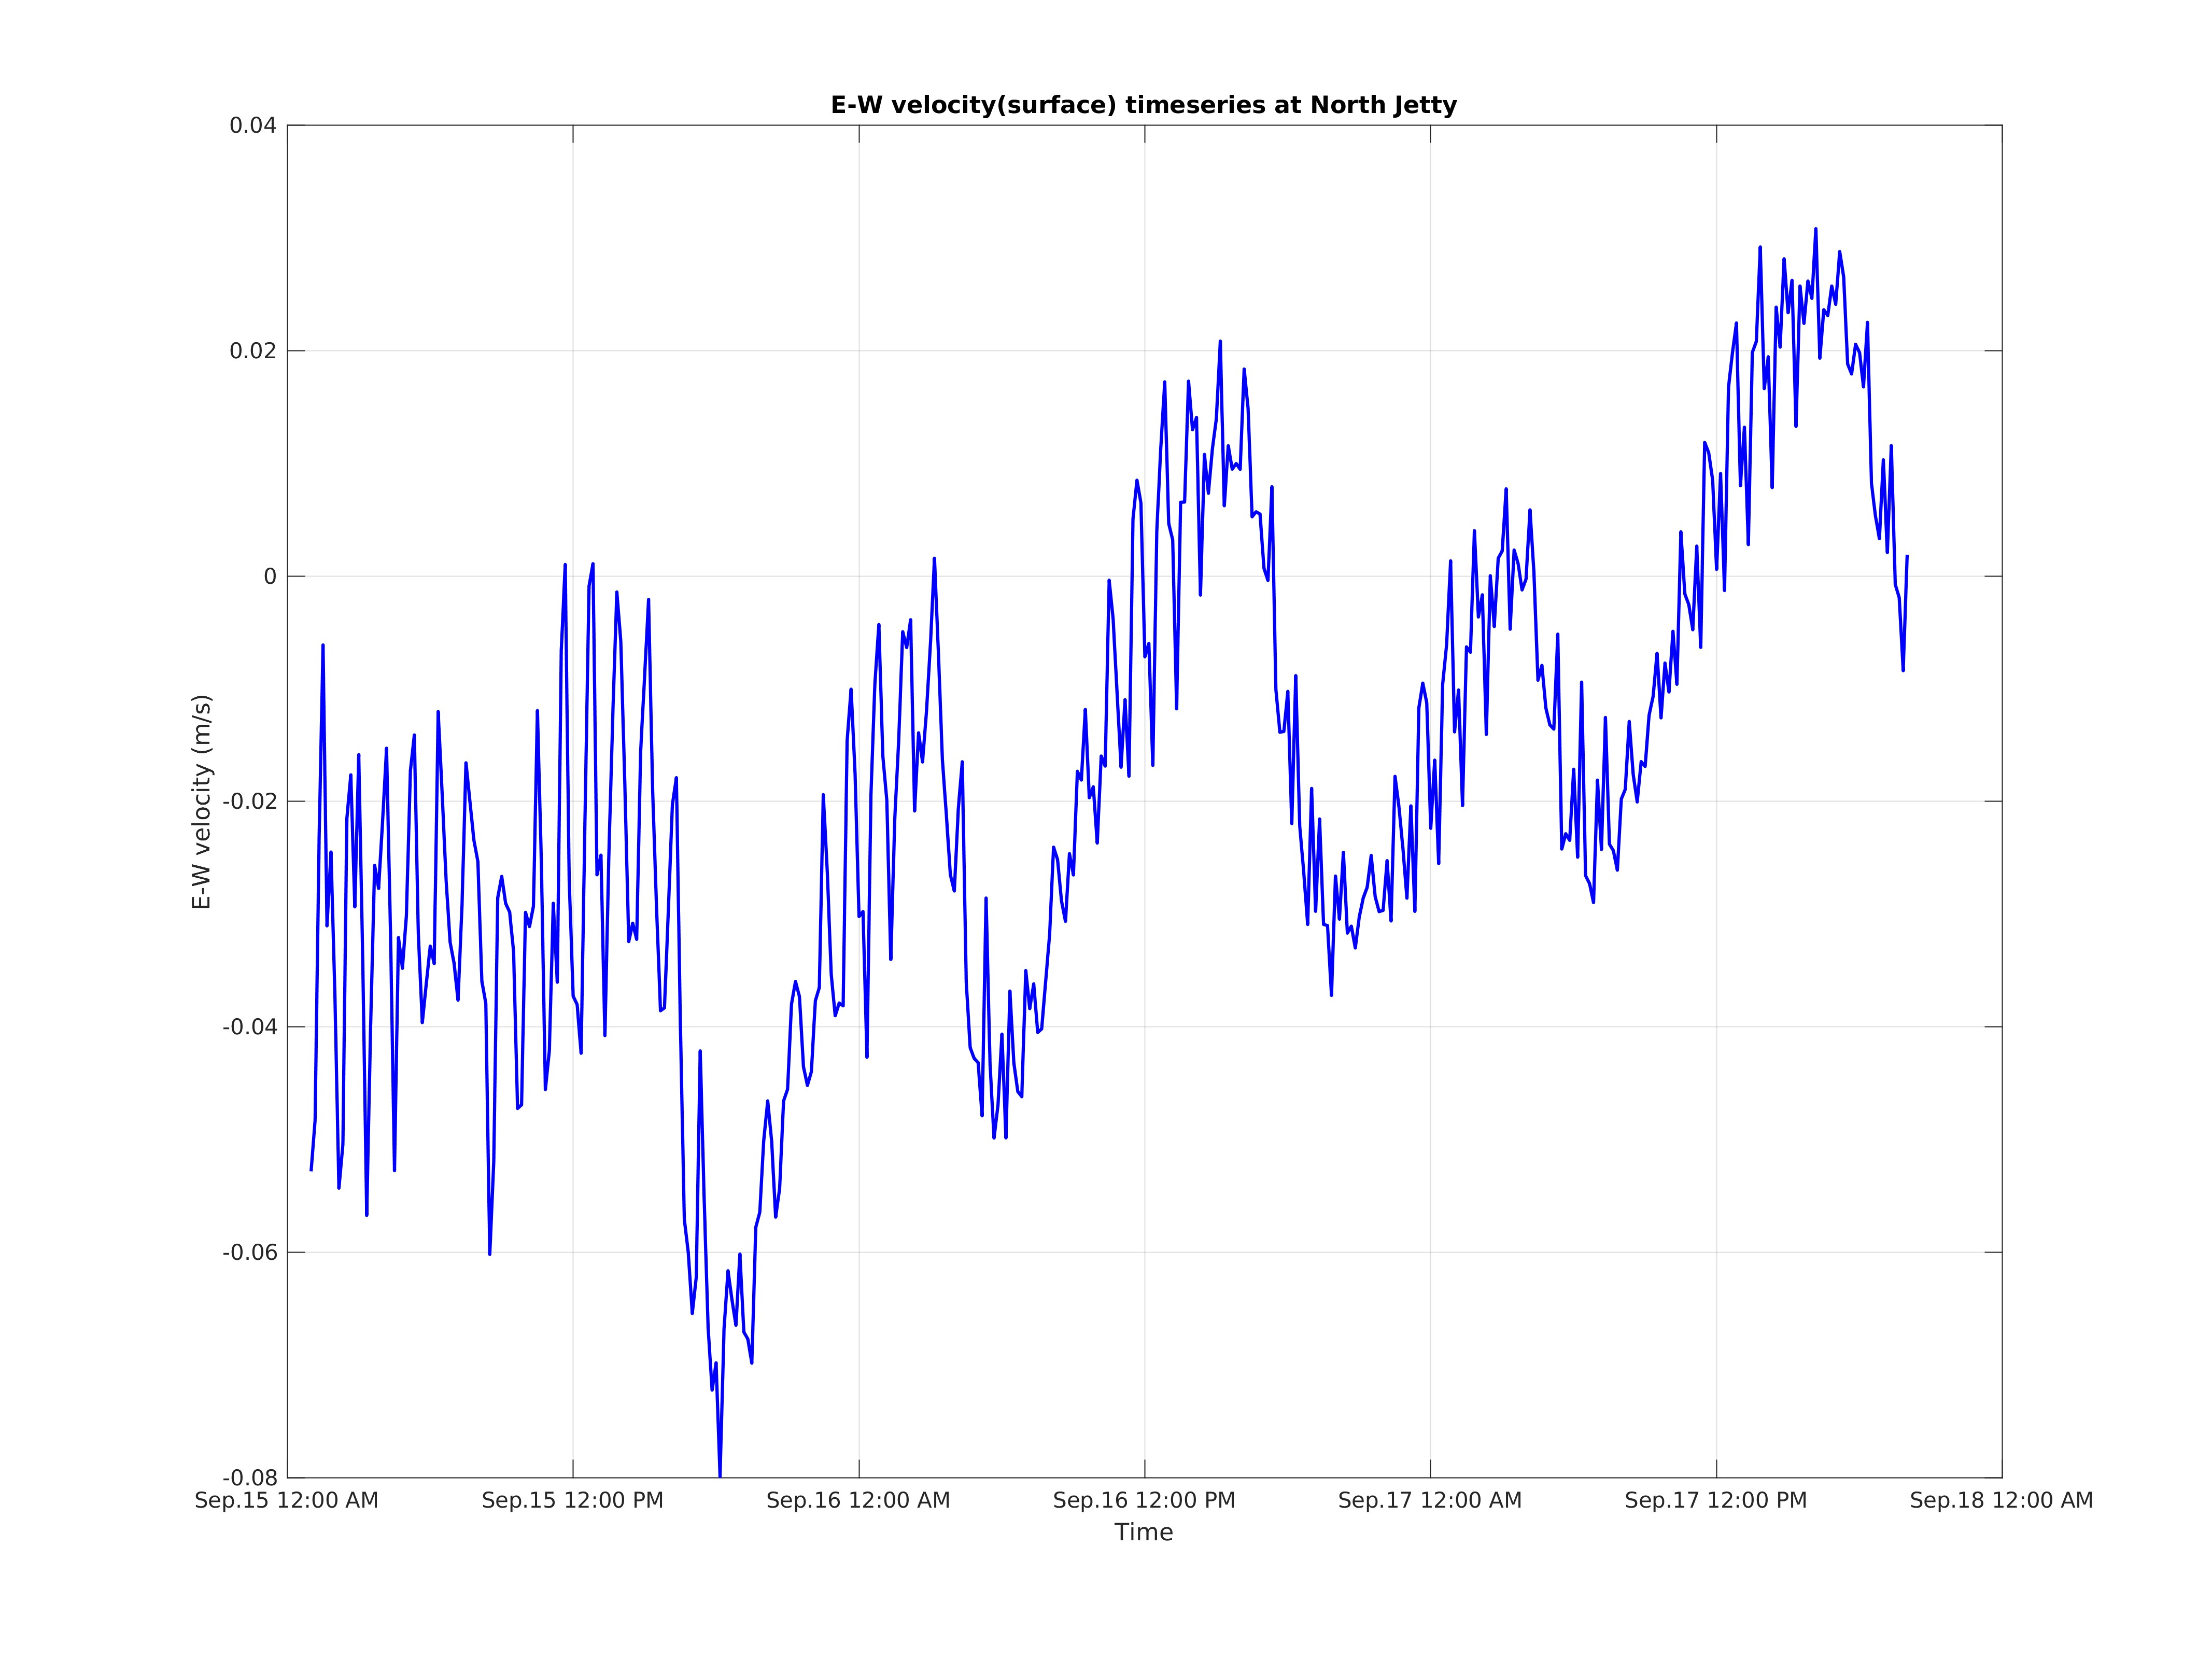 E-W velocity(surface) timeseries at North Jetty
0.04
0.02
0
-0.02
-0.04
-0.06
-0.08
E-W velocity (m/s)
Sep.15 12:00 AM Sep.15 12:00 PM Sep.16 12:00 AM Sep.16 12:00 PM Sep.17 12:00 AM Sep.17 12:00 PM Sep.18 12:00 AM
Time